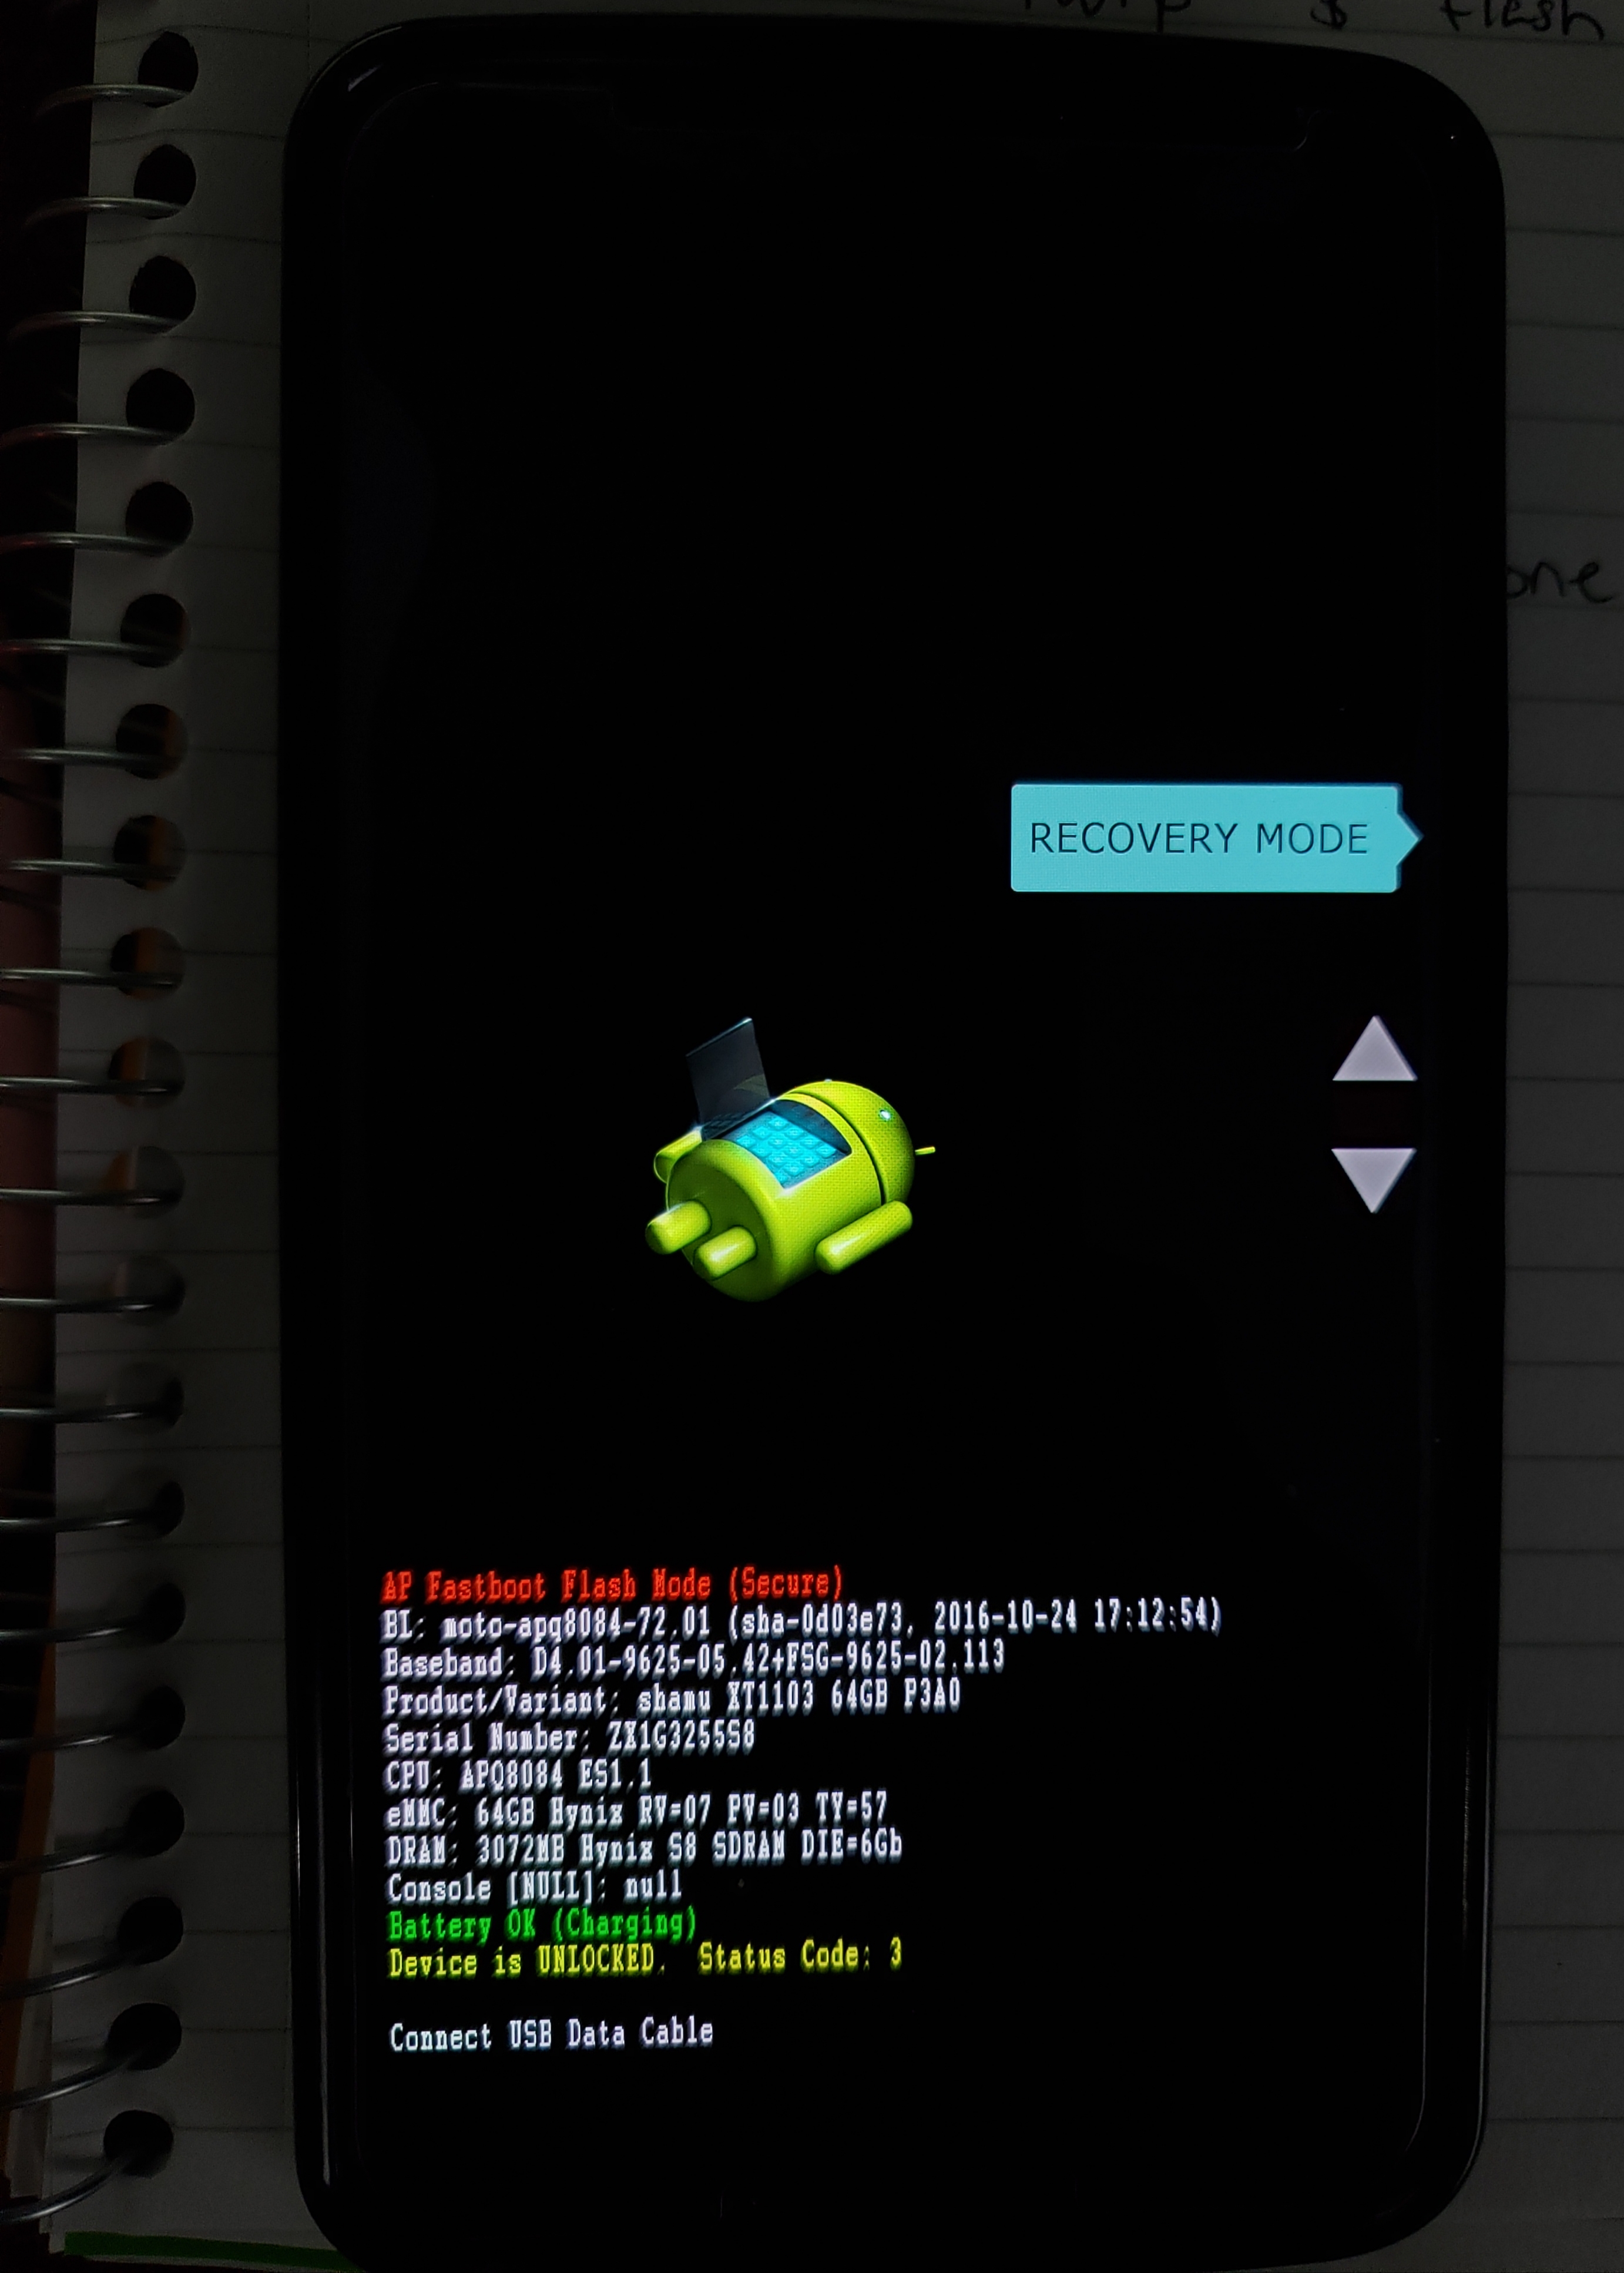 $ flesh
one
RECOVERY MODE
AP Fastboot Flash Mode (Secure)
BL: moto-apq8084-72.01 (sha-0d03e73, 2016-10-24 17:12:54)
Baseband: D4.01-9625-05.42+FSG-9625-02.113
Product/Variant: shamu XT1103 64GB P3A0
Serial Number: ZX1G3255S8
CPU: APQ8084 ES1.1
eMMC: 64GB Hynix RV=07 PV=03 TY=57
DRAM: 3072MB Hynix S8 SDRAM DIE=6Gb
Console [NULL]: null
Battery OK (Charging)
Device is UNLOCKED. Status Code: 3
Connect USB Data Cable